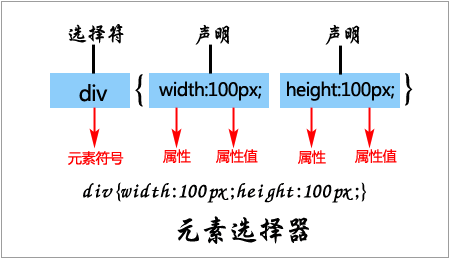 选择符 声明 声明
div { width:100px; height:100px; }
元素符号 属性 属性值 属性 属性值
div{width:100px;height:100px;}
元素选择器